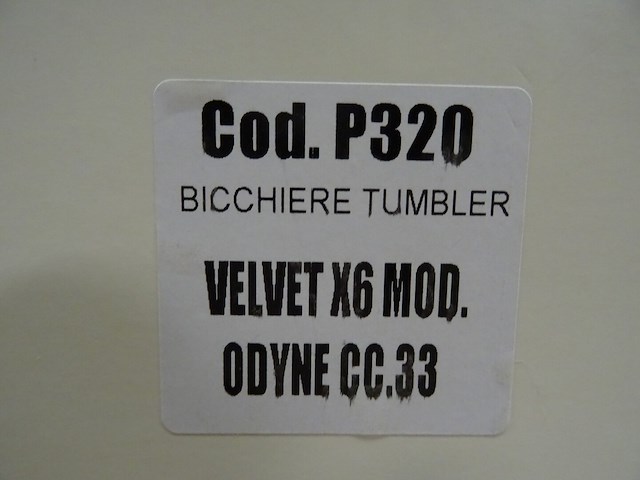 Cod. P320
BICCHIERE TUMBLER
VELVET X6 MOD.
ODYNE CC.33